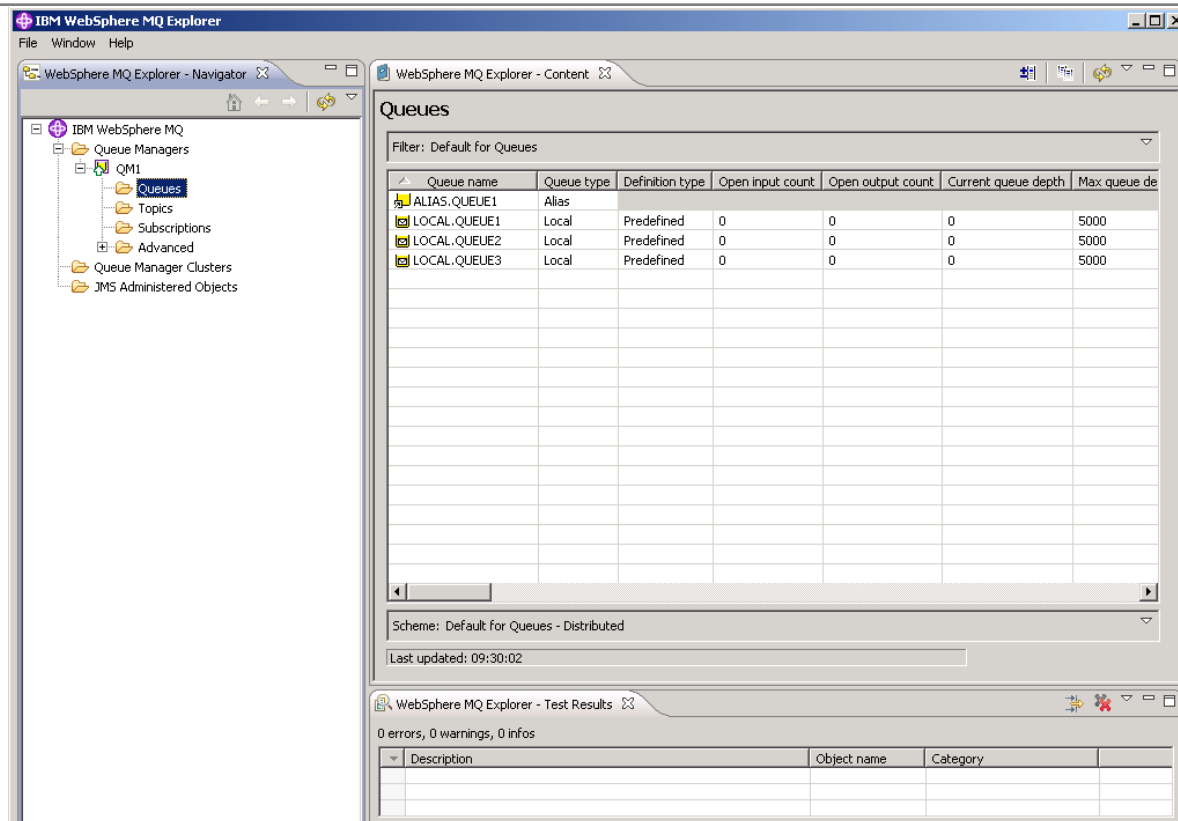 IBM WebSphere MQ Explorer
File Window Help
WebSphere MQ Explorer - Navigator
IBM WebSphere MQ
Queue Managers
QM1
Queues
Topics
Subscriptions
Advanced
Queue Manager Clusters
JMS Administered Objects
WebSphere MQ Explorer - Content
Queues
Filter: Default for Queues
Queue name Queue type Definition type Open input count Open output count Current queue depth Max queue de
ALIAS.QUEUE1 Alias
LOCAL.QUEUE1 Local Predefined 0 0 0 5000
LOCAL.QUEUE2 Local Predefined 0 0 0 5000
LOCAL.QUEUE3 Local Predefined 0 0 0 5000
Scheme: Default for Queues - Distributed
Last updated: 09:30:02
WebSphere MQ Explorer - Test Results
0 errors, 0 warnings, 0 infos
Description Object name Category